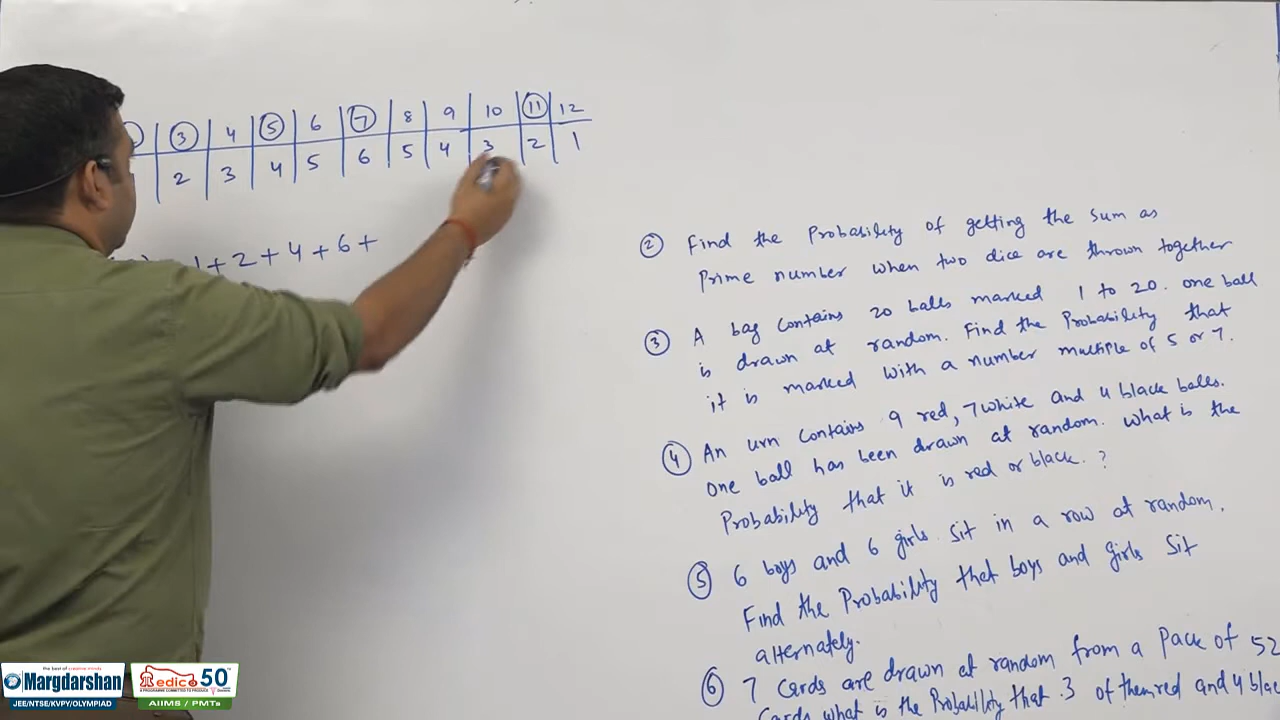 3 4 5 6 7 8 9 10 11 12
2 3 4 5 6 5 4 3 2 1
1 + 2 + 4 + 6 +
② Find the Probability of getting the sum as
Prime number when two dice are thrown together
③ A bag contains 20 balls marked 1 to 20. one ball
is drawn at random. Find the Probability that
it is marked with a number multiple of 5 or 7.
④ An urn contains 9 red, 7 white and 4 black balls.
One ball has been drawn at random. What is the
Probability that it is red or black.?
⑤ 6 boys and 6 girls sit in a row at random.
Find the Probability that boys and girls sit
alternately.
⑥ 7 Cards are drawn at random from a Pack of 52
Cards what is the Probability that 3 of them red and 4
the best of creative minds
Margdarshan
JEE/NTSE/KVPY/OLYMPIAD
edic 50
AIIMS / PMTs